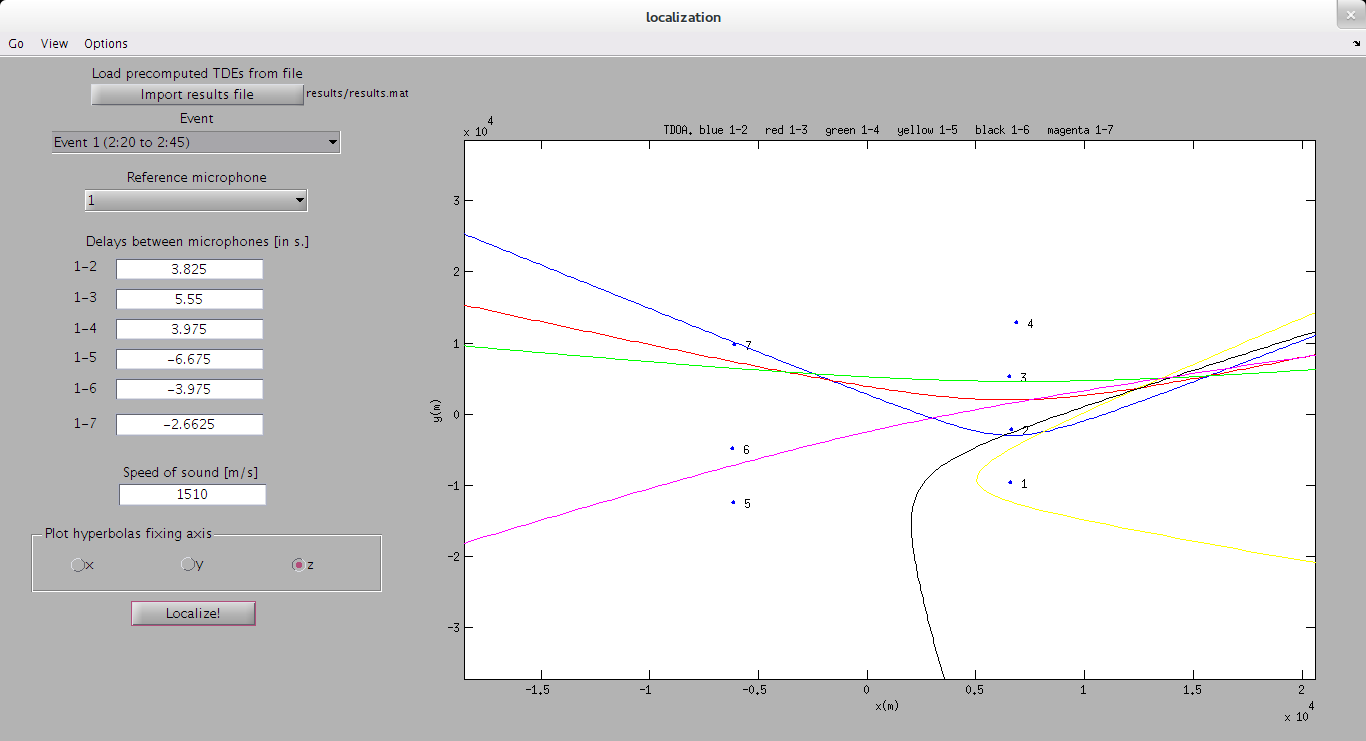 localization
Go View Options
Load precomputed TDEs from file
Import results file results/results.mat
Event
Event 1 (2:20 to 2:45)
Reference microphone
1
Delays between microphones [in s.]
1-2 3.825
1-3 5.55
1-4 3.975
1-5 -6.675
1-6 -3.975
1-7 -2.6625
Speed of sound [m/s]
1510
Plot hyperbolas fixing axis
x y z
Localize!
TDOA. blue 1-2 red 1-3 green 1-4 yellow 1-5 black 1-6 magenta 1-7
x 10 4
3
2
1
0
-1
-2
-3
y(m)
4
7
3
2
6
1
5
-1.5 -1 -0.5 0 0.5 1 1.5 2
x(m)
x 10 4